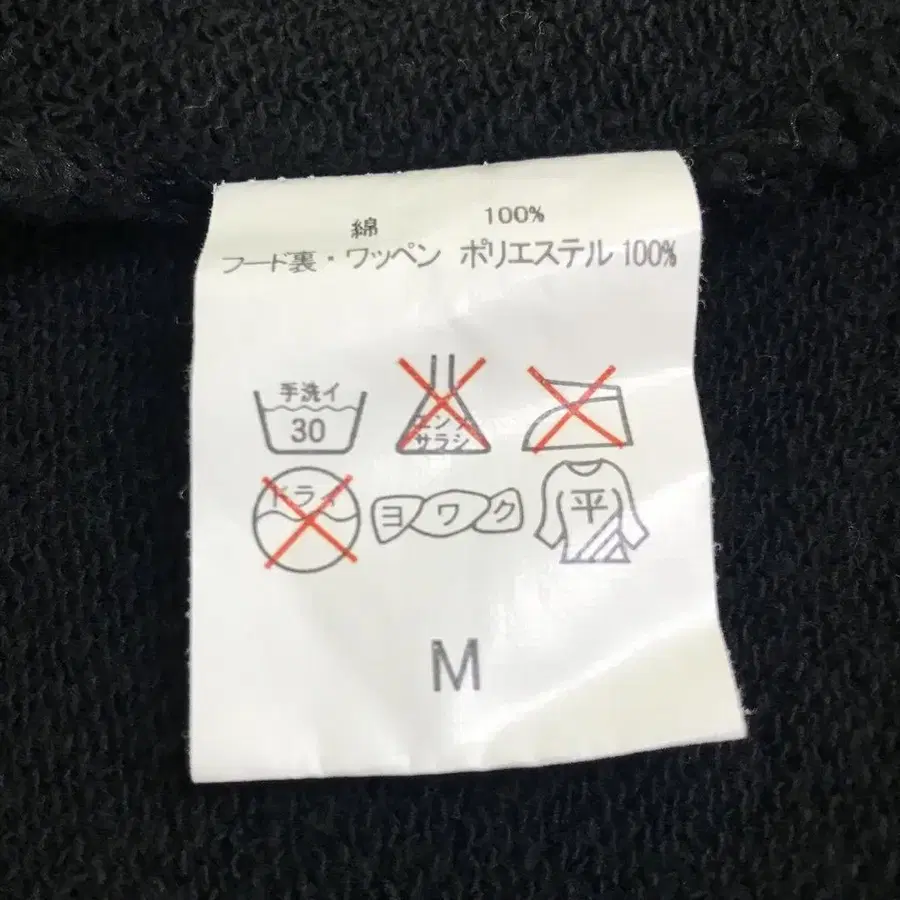 綿 100%
フード裏・ワッペン ポリエステル 100%
手洗イ
30
エンソ
サラシ
ドライ
ヨワク
平
M